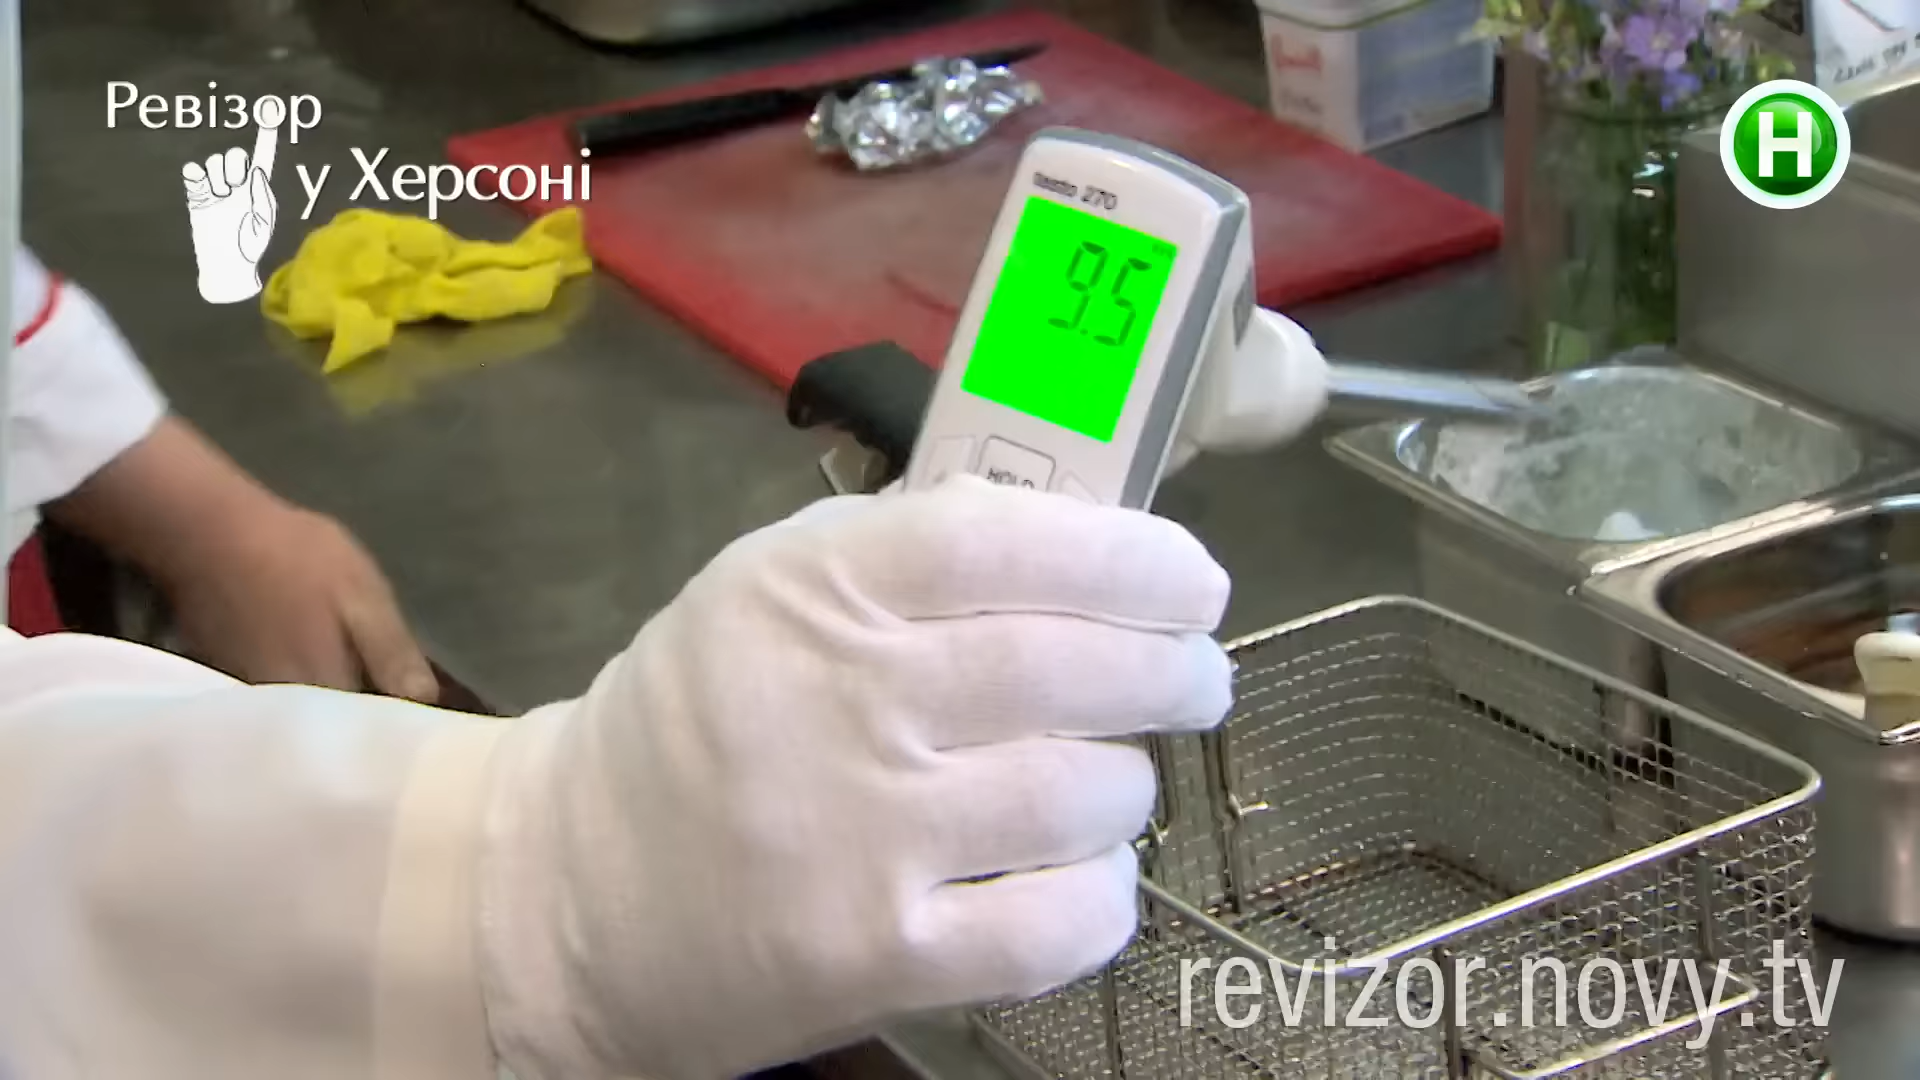 Ревізор
у Херсоні
H
testo 270
9.5
HOLD
revizor.novy.tv